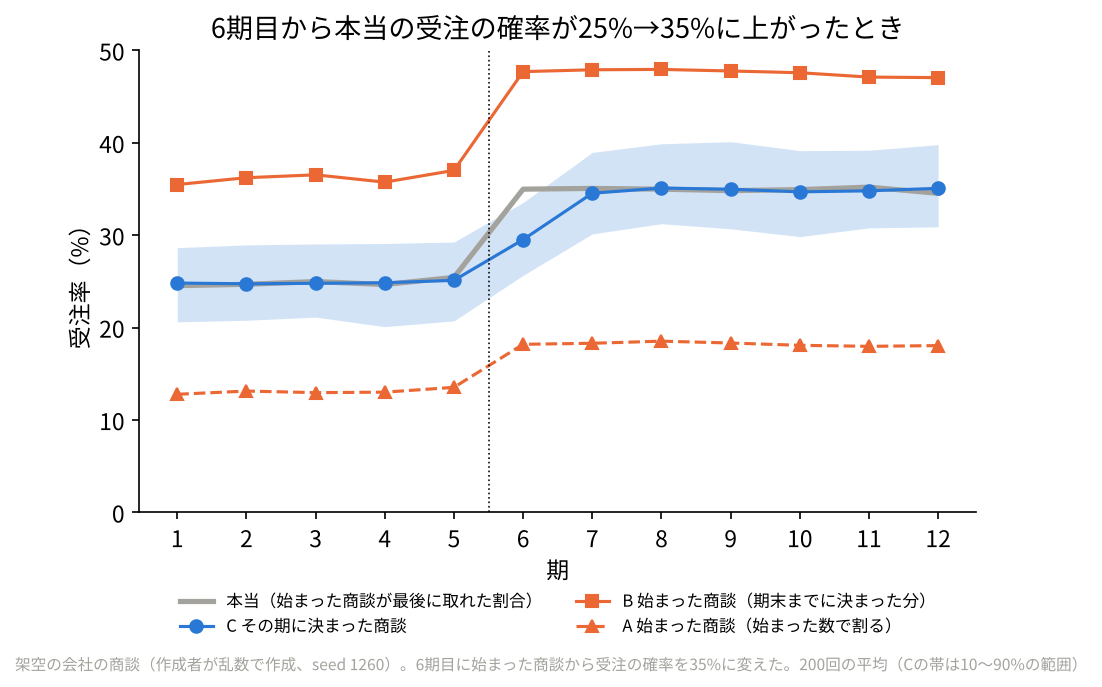 6期目から本当の受注の確率が25%→35%に上がったとき
50
40
30
20
10
0
受注率（%）
1 2 3 4 5 6 7 8 9 10 11 12
期
本当（始まった商談が最後に取れた割合）
B 始まった商談（期末までに決まった分）
C その期に決まった商談
A 始まった商談（始まった数で割る）
架空の会社の商談（作成者が乱数で作成、seed 1260）。6期目に始まった商談から受注の確率を35%に変えた。200回の平均（Cの帯は10〜90%の範囲）